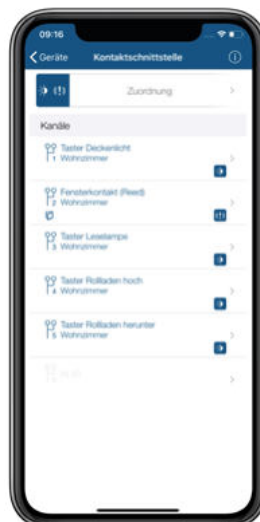 09:16
Geräte Kontaktschnittstelle
Zuordnung
Kanäle
Taster Deckenlicht
1 Wohnzimmer
Fensterkontakt (Reed)
2 Wohnzimmer
Taster Leselampe
3 Wohnzimmer
Taster Rollladen hoch
4 Wohnzimmer
Taster Rollladen herunter
5 Wohnzimmer